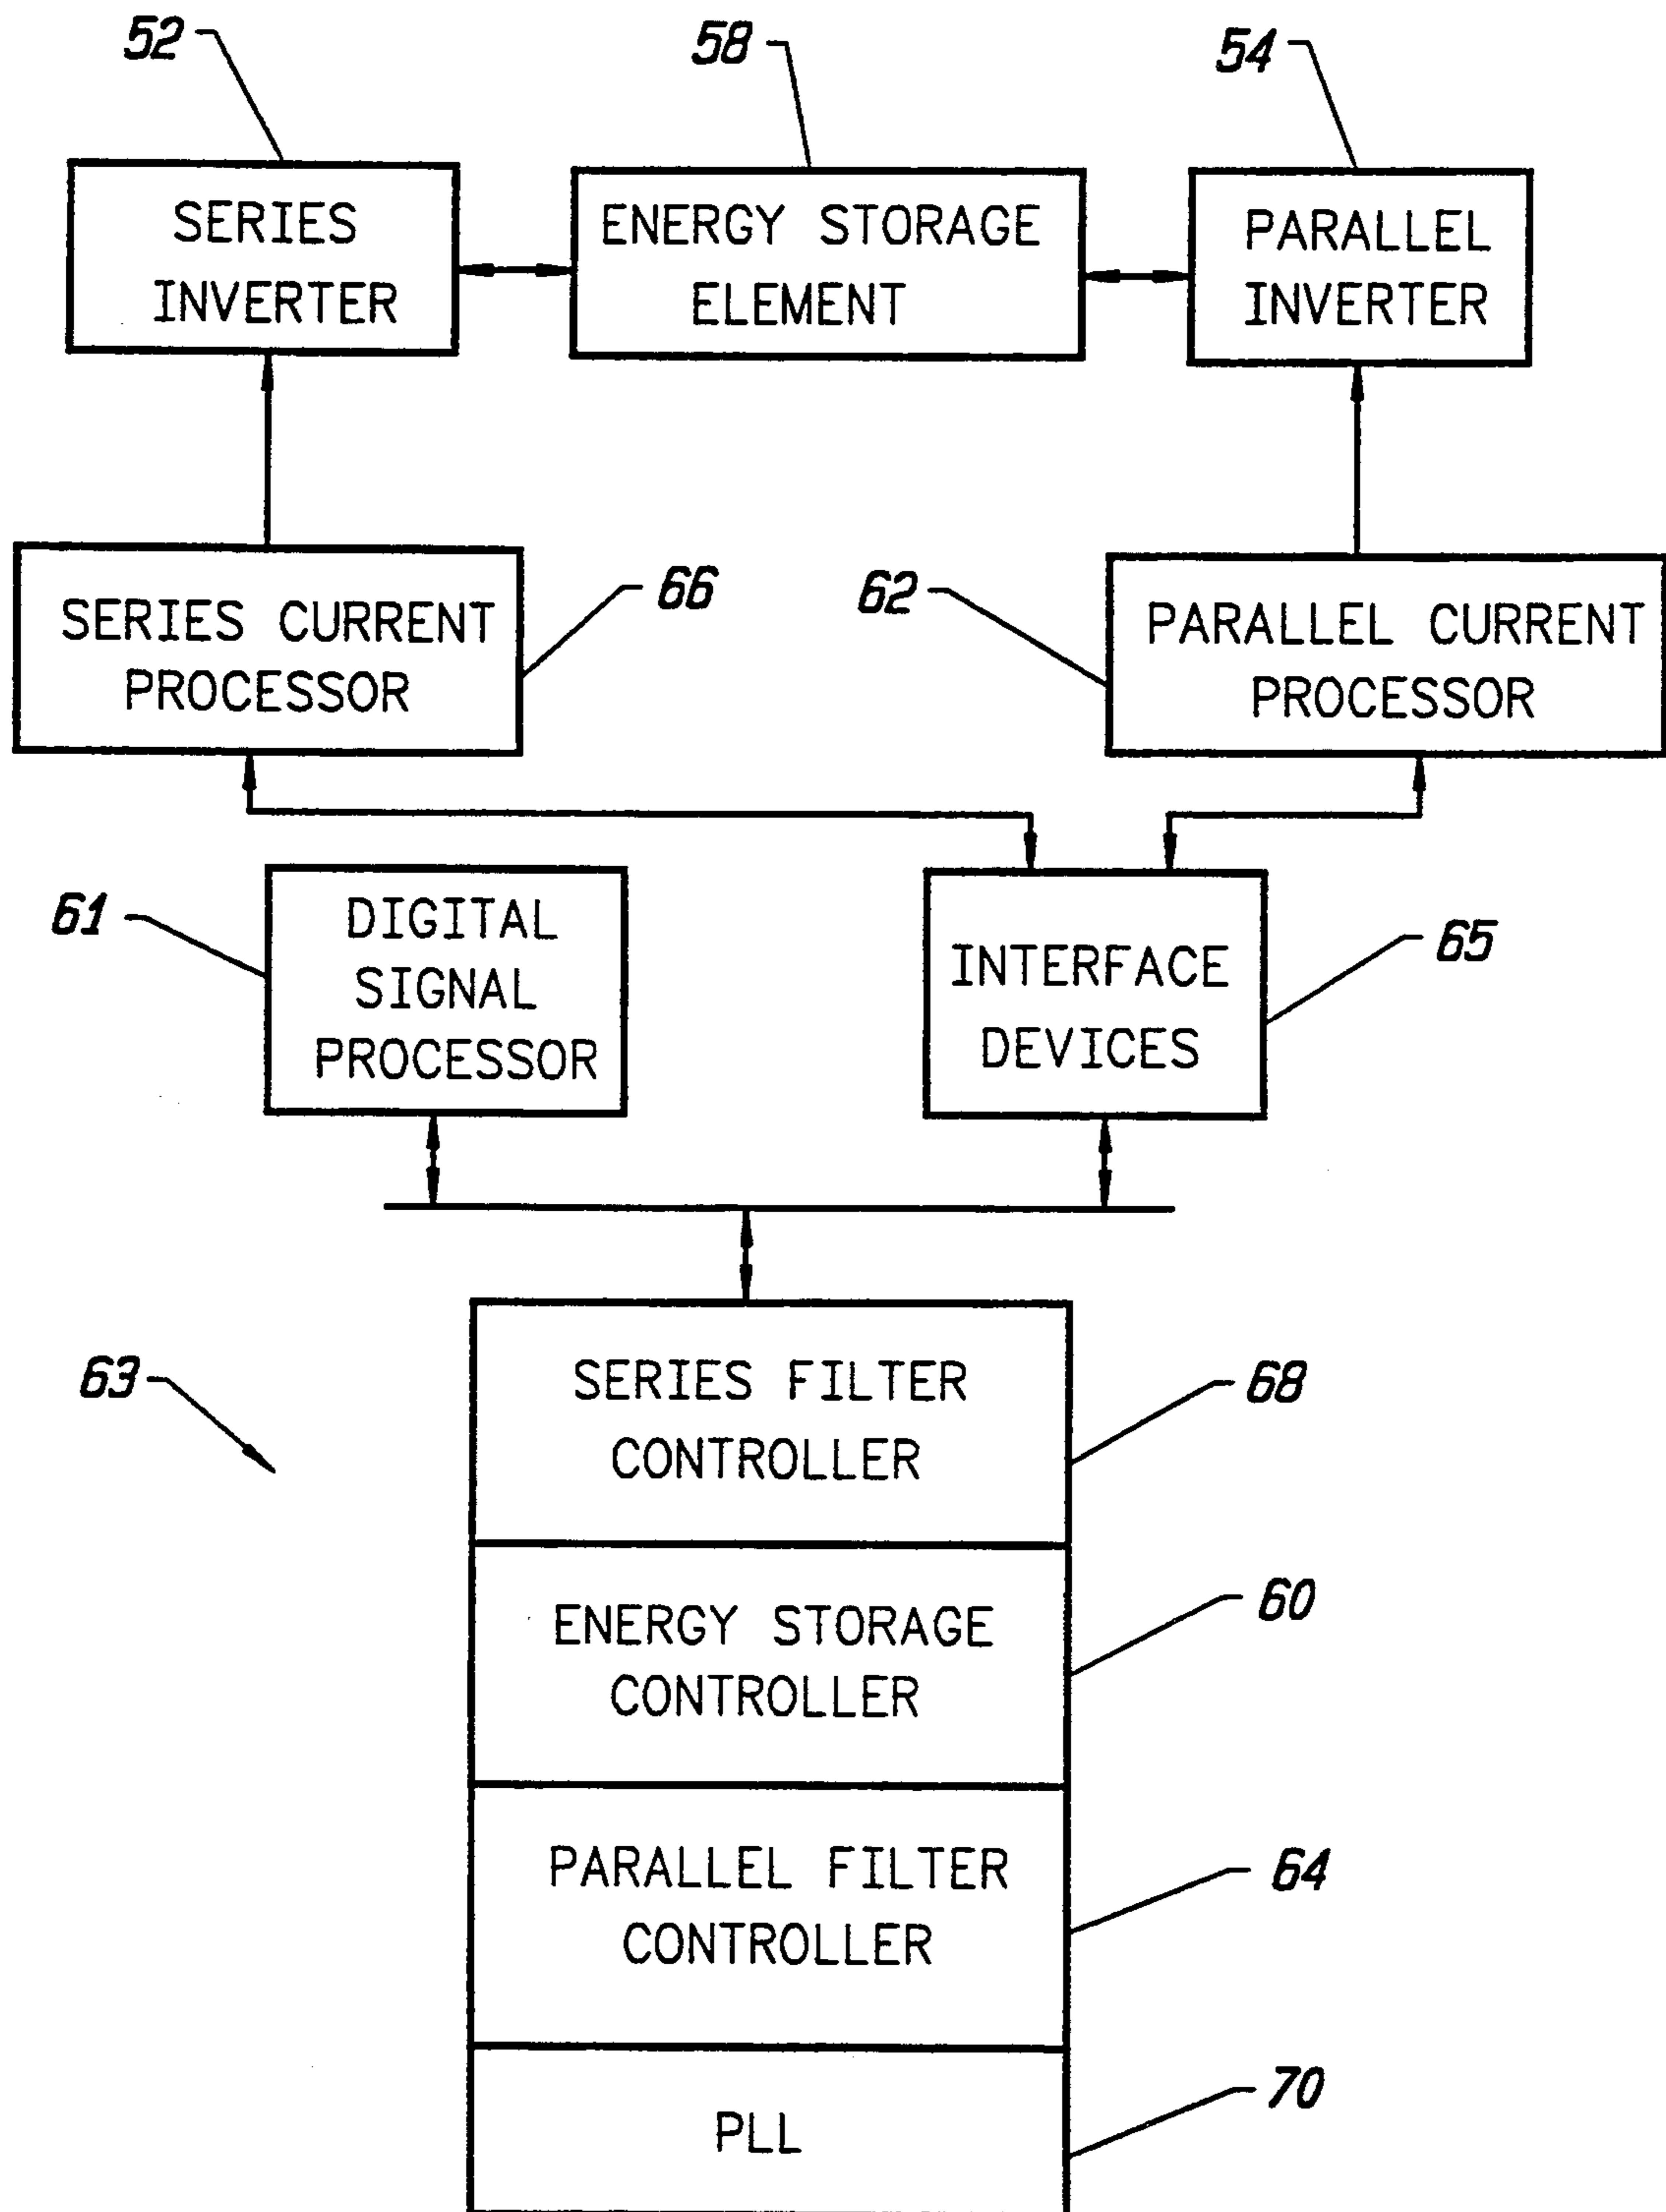 52
58
54
SERIES
INVERTER
ENERGY STORAGE
ELEMENT
PARALLEL
INVERTER
SERIES CURRENT
PROCESSOR
66
62
PARALLEL CURRENT
PROCESSOR
61
DIGITAL
SIGNAL
PROCESSOR
INTERFACE
DEVICES
65
63
SERIES FILTER
CONTROLLER
68
ENERGY STORAGE
CONTROLLER
60
PARALLEL FILTER
CONTROLLER
64
PLL
70